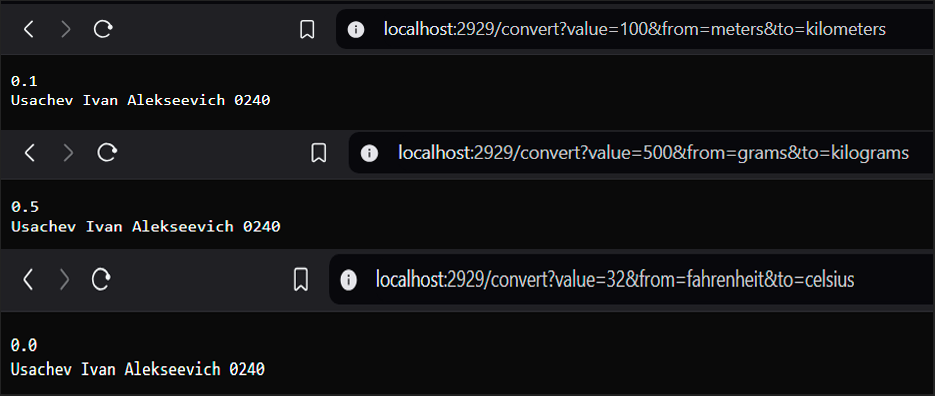 localhost:2929/convert?value=100&from=meters&to=kilometers
0.1
Usachev Ivan Alekseevich 0240
localhost:2929/convert?value=500&from=grams&to=kilograms
0.5
Usachev Ivan Alekseevich 0240
localhost:2929/convert?value=32&from=fahrenheit&to=celsius
0.0
Usachev Ivan Alekseevich 0240